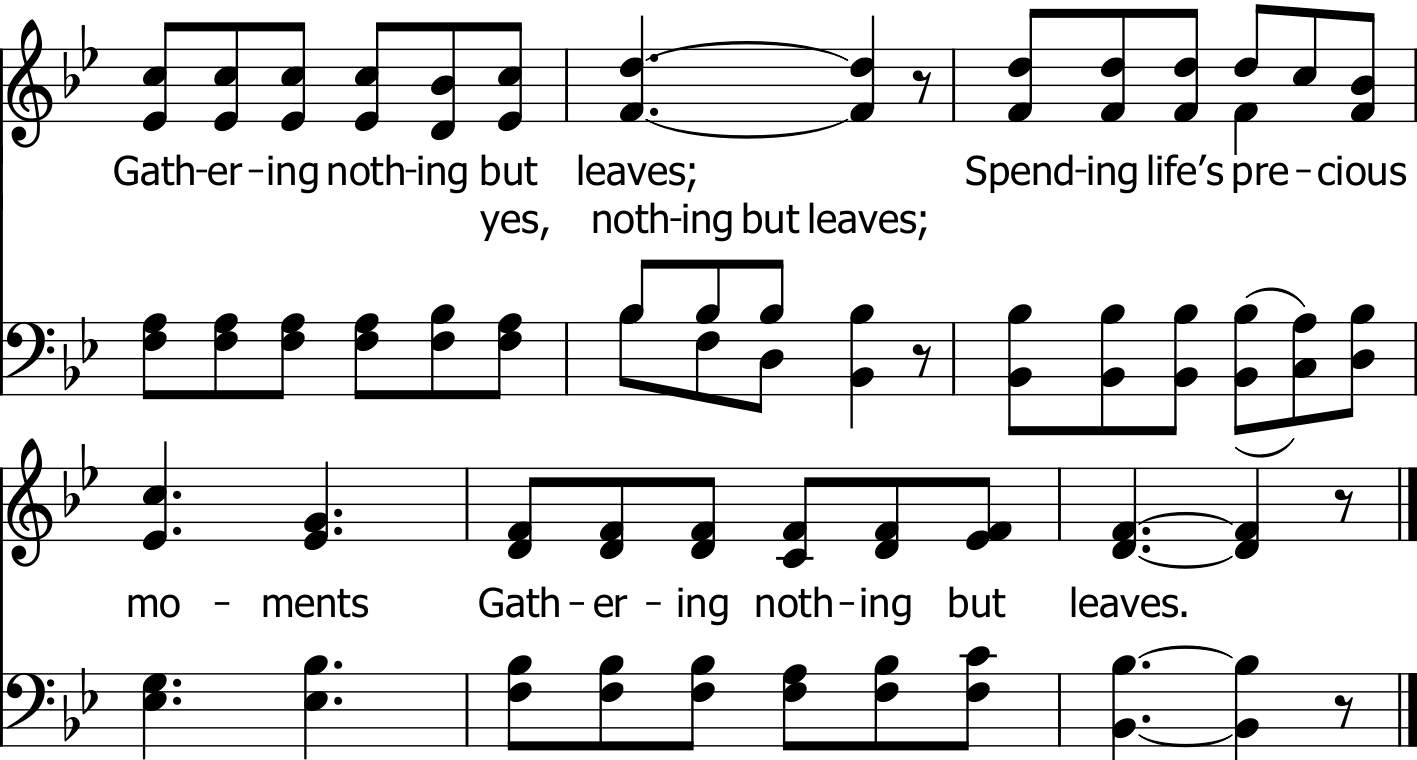 Gath-er-ing noth-ing but leaves; Spend-ing life's pre-cious
yes, noth-ing but leaves;
mo - ments Gath-er - ing noth-ing but leaves.